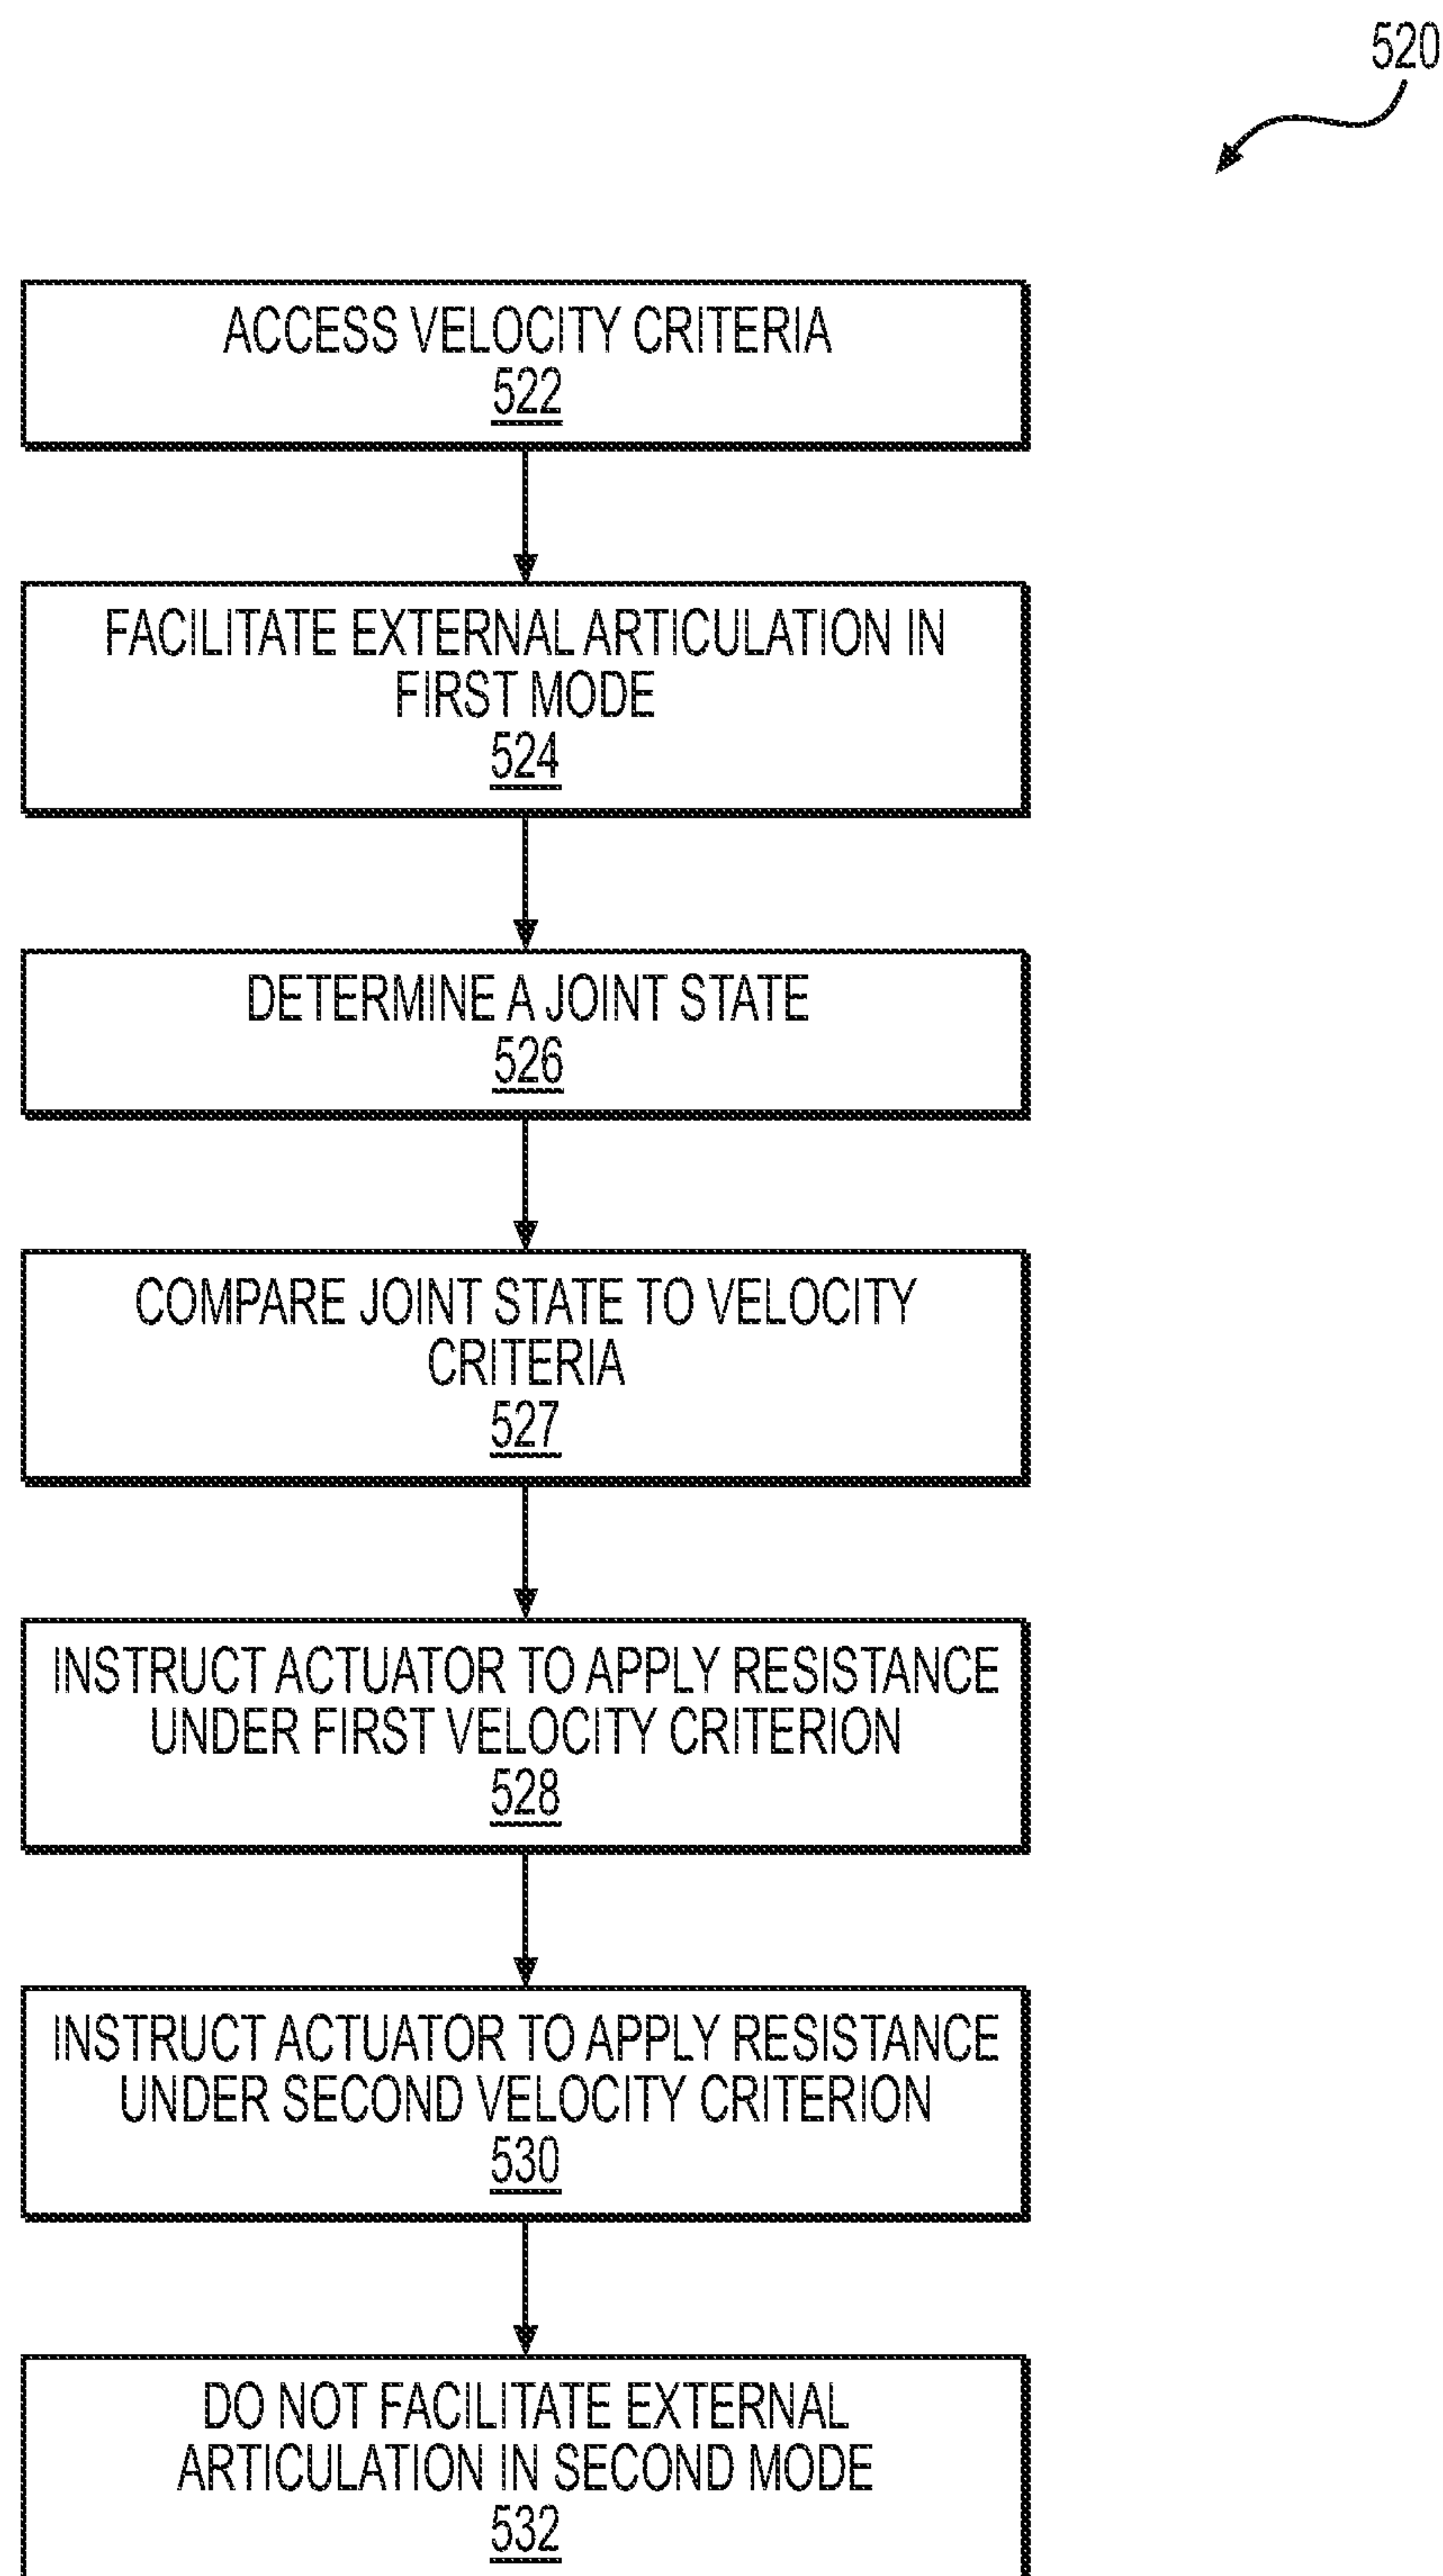 520
ACCESS VELOCITY CRITERIA
522
FACILITATE EXTERNAL ARTICULATION IN
FIRST MODE
524
DETERMINE A JOINT STATE
526
COMPARE JOINT STATE TO VELOCITY
CRITERIA
527
INSTRUCT ACTUATOR TO APPLY RESISTANCE
UNDER FIRST VELOCITY CRITERION
528
INSTRUCT ACTUATOR TO APPLY RESISTANCE
UNDER SECOND VELOCITY CRITERION
530
DO NOT FACILITATE EXTERNAL
ARTICULATION IN SECOND MODE
532